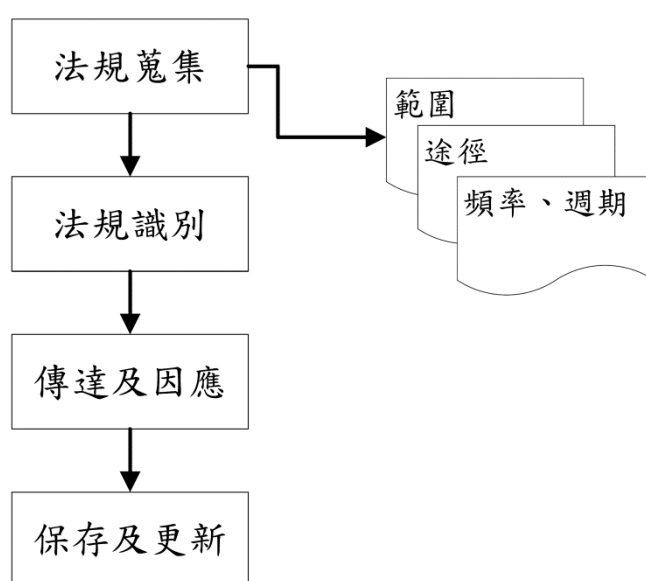 法規蒐集
範圍
途徑
頻率、週期
法規識別
傳達及因應
保存及更新